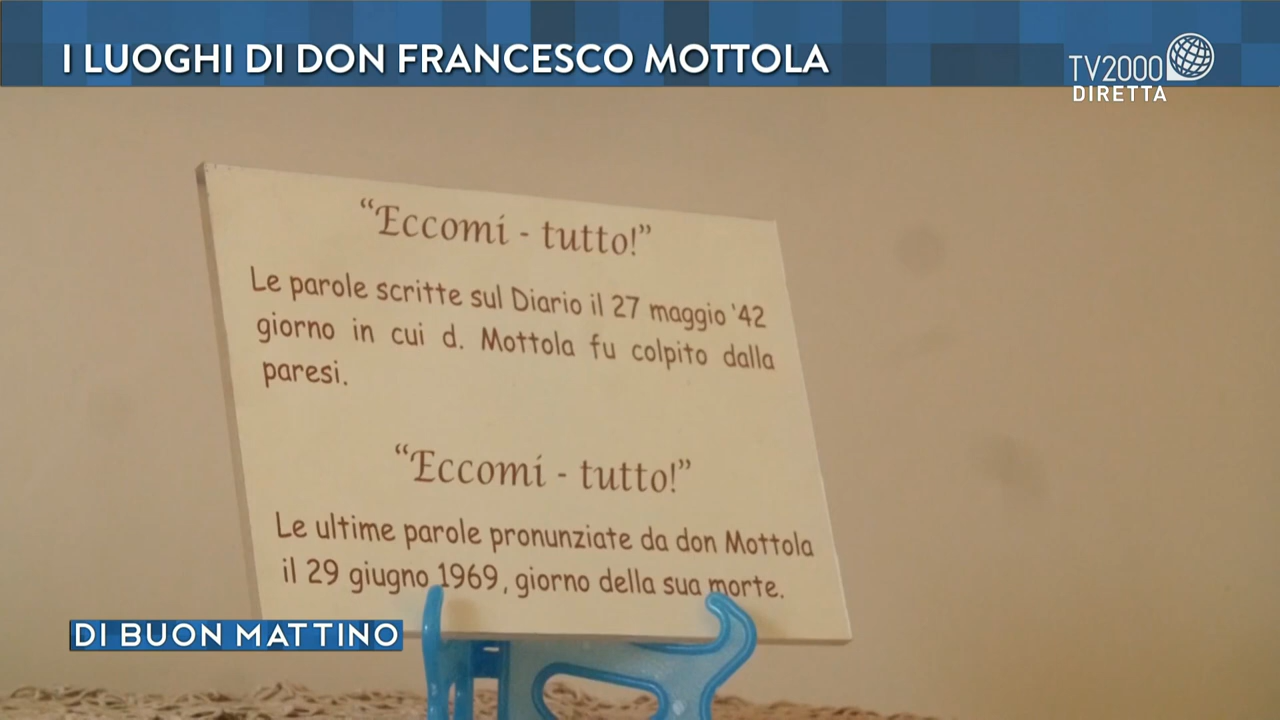 I LUOGHI DI DON FRANCESCO MOTTOLA
TV2000
DIRETTA
“Eccomi - tutto!”
Le parole scritte sul Diario il 27 maggio ‘42
giorno in cui d. Mottola fu colpito dalla
paresi.
“Eccomi - tutto!”
Le ultime parole pronunziate da don Mottola
il 29 giugno 1969, giorno della sua morte.
DI BUON MATTINO